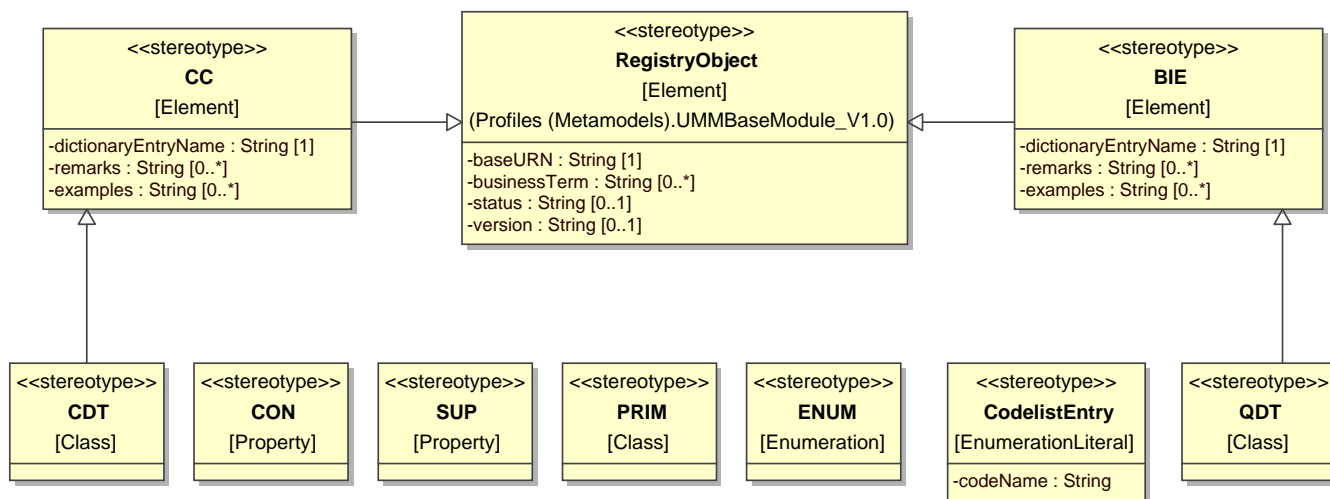 <<stereotype>>
CC
[Element]
-dictionaryEntryName : String [1]
-remarks : String [0..*]
-examples : String [0..*]
<<stereotype>>
RegistryObject
[Element]
(Profiles (Metamodels).UMMBaseModule_V1.0)
-baseURN : String [1]
-businessTerm : String [0..*]
-status : String [0..1]
-version : String [0..1]
<<stereotype>>
BIE
[Element]
-dictionaryEntryName : String [1]
-remarks : String [0..*]
-examples : String [0..*]
<<stereotype>>
CDT
[Class]
<<stereotype>>
CON
[Property]
<<stereotype>>
SUP
[Property]
<<stereotype>>
PRIM
[Class]
<<stereotype>>
ENUM
[Enumeration]
<<stereotype>>
CodelistEntry
[EnumerationLiteral]
-codeName : String
<<stereotype>>
QDT
[Class]